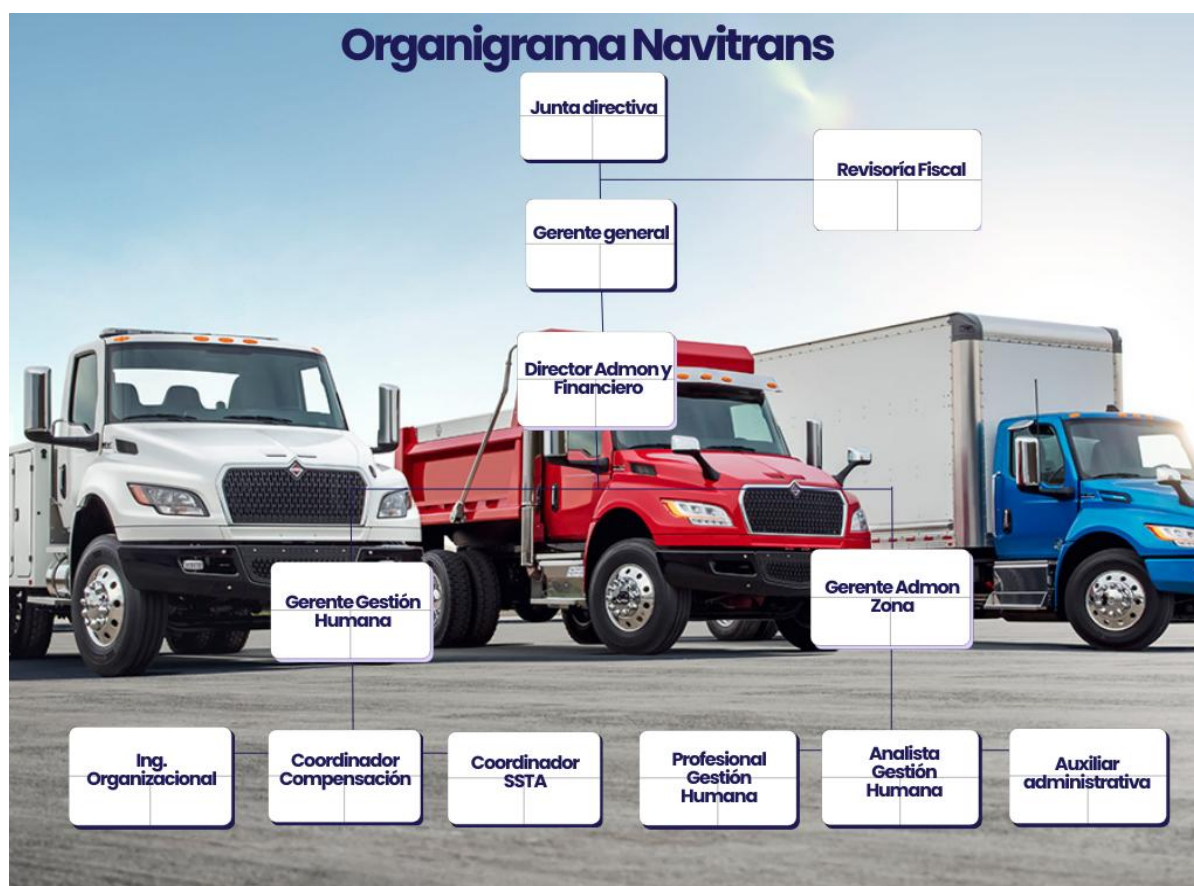 Organigrama Navitrans
Junta directiva
Revisoría Fiscal
Gerente general
Director Admon y
Financiero
Gerente Gestión
Humana
Gerente Admon
Zona
Ing.
Organizacional
Coordinador
Compensación
Coordinador
SSTA
Profesional
Gestión
Humana
Analista
Gestión
Humana
Auxiliar
administrativa